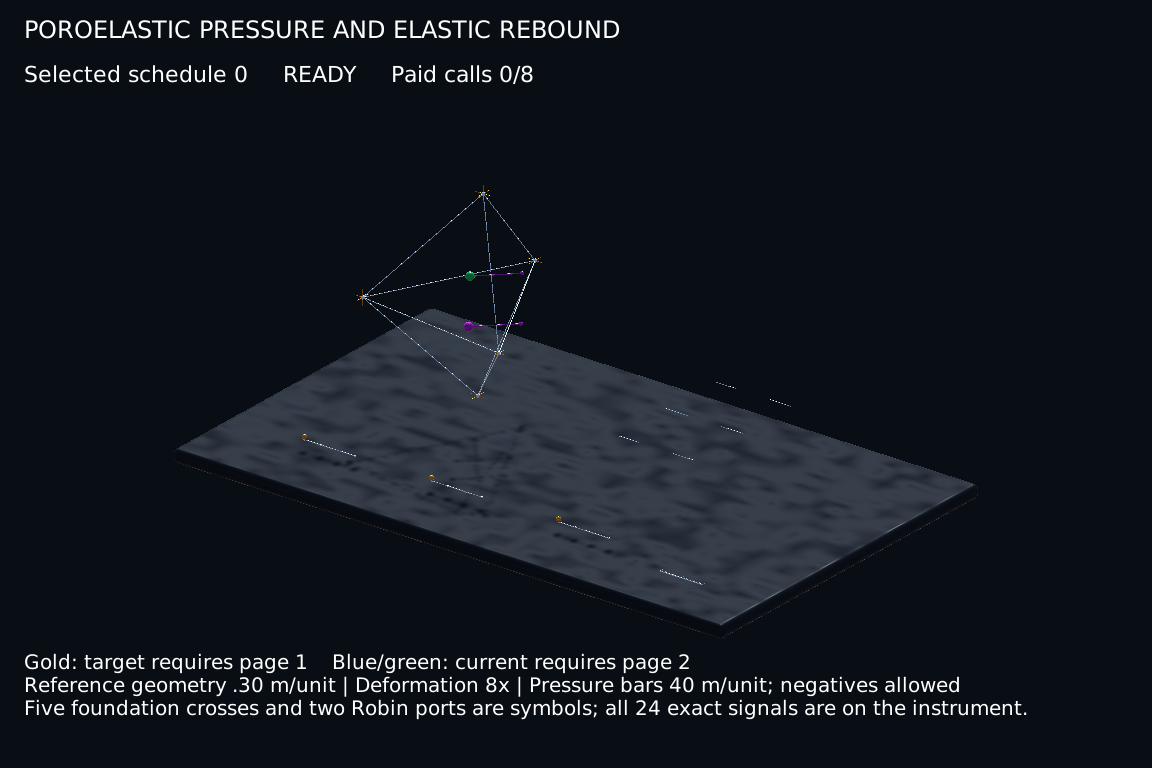 POROELASTIC PRESSURE AND ELASTIC REBOUND
Selected schedule 0 READY Paid calls 0/8
Gold: target requires page 1 Blue/green: current requires page 2
Reference geometry .30 m/unit | Deformation 8x | Pressure bars 40 m/unit; negatives allowed
Five foundation crosses and two Robin ports are symbols; all 24 exact signals are on the instrument.